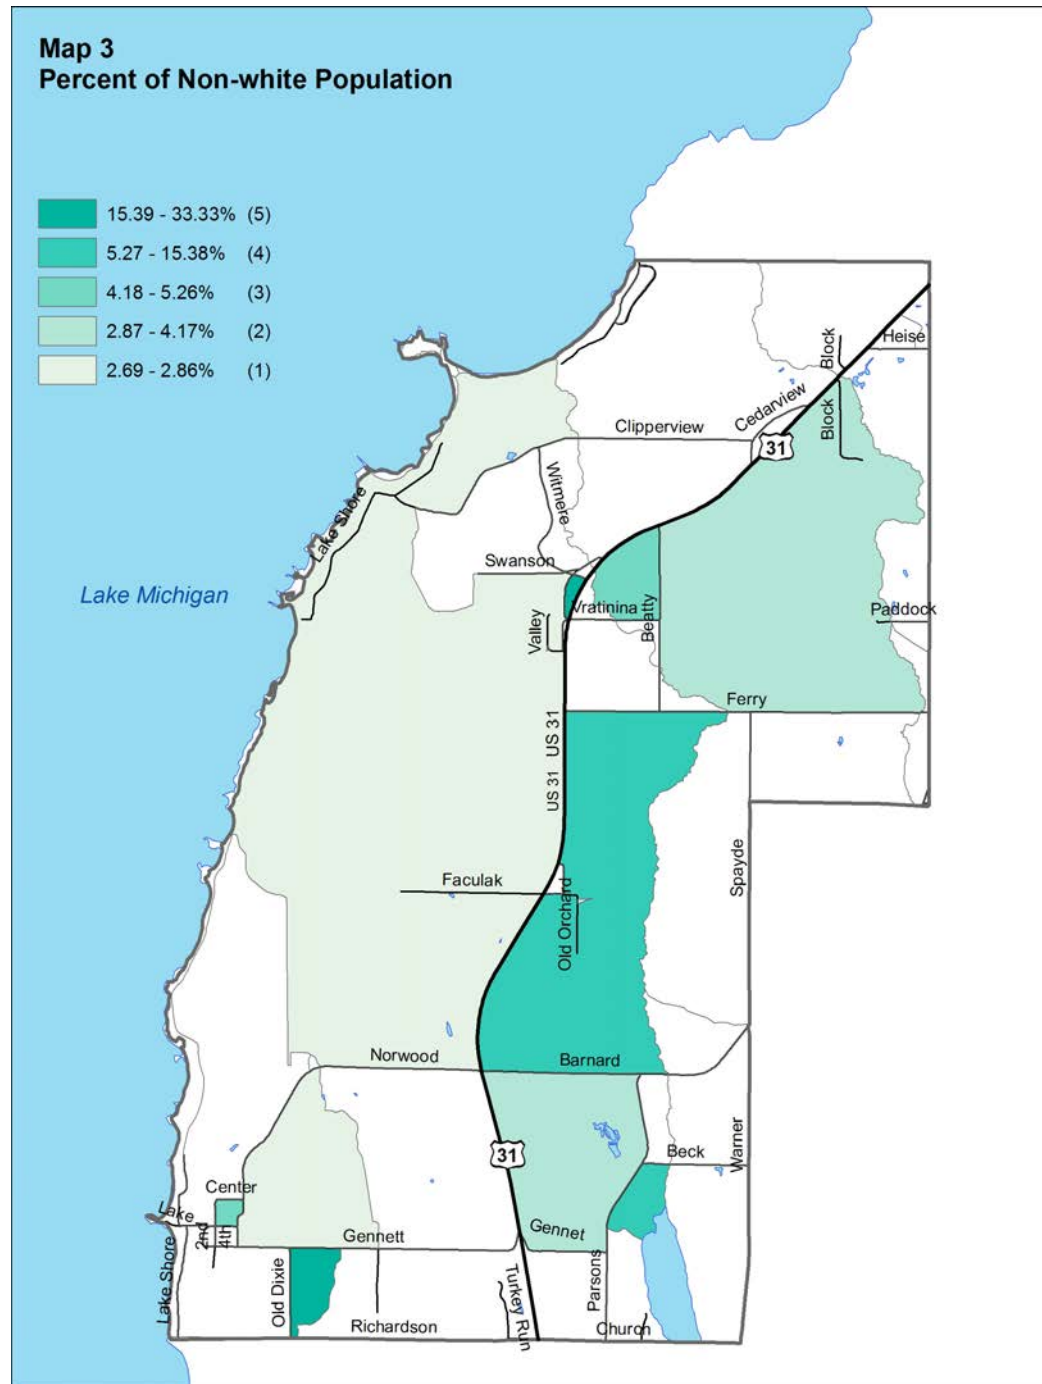 Map 3
Percent of Non-white Population
15.39 - 33.33% (5)
5.27 - 15.38% (4)
4.18 - 5.26% (3)
2.87 - 4.17% (2)
2.69 - 2.86% (1)
Heise
Block
Block
Cedarview
Clipperview
31
Witmere
Lake Shore
Swanson
Lake Michigan
Vratinina
Paddock
Valley
Beatty
Ferry
US 31
US 31
Spayde
Faculak
Old Orchard
Norwood
Barnard
31
Beck
Warner
Center
Lake
2nd
4th
Gennett
Gennet
Lake Shore
Old Dixie
Parsons
Turkey Run
Richardson
Churoh